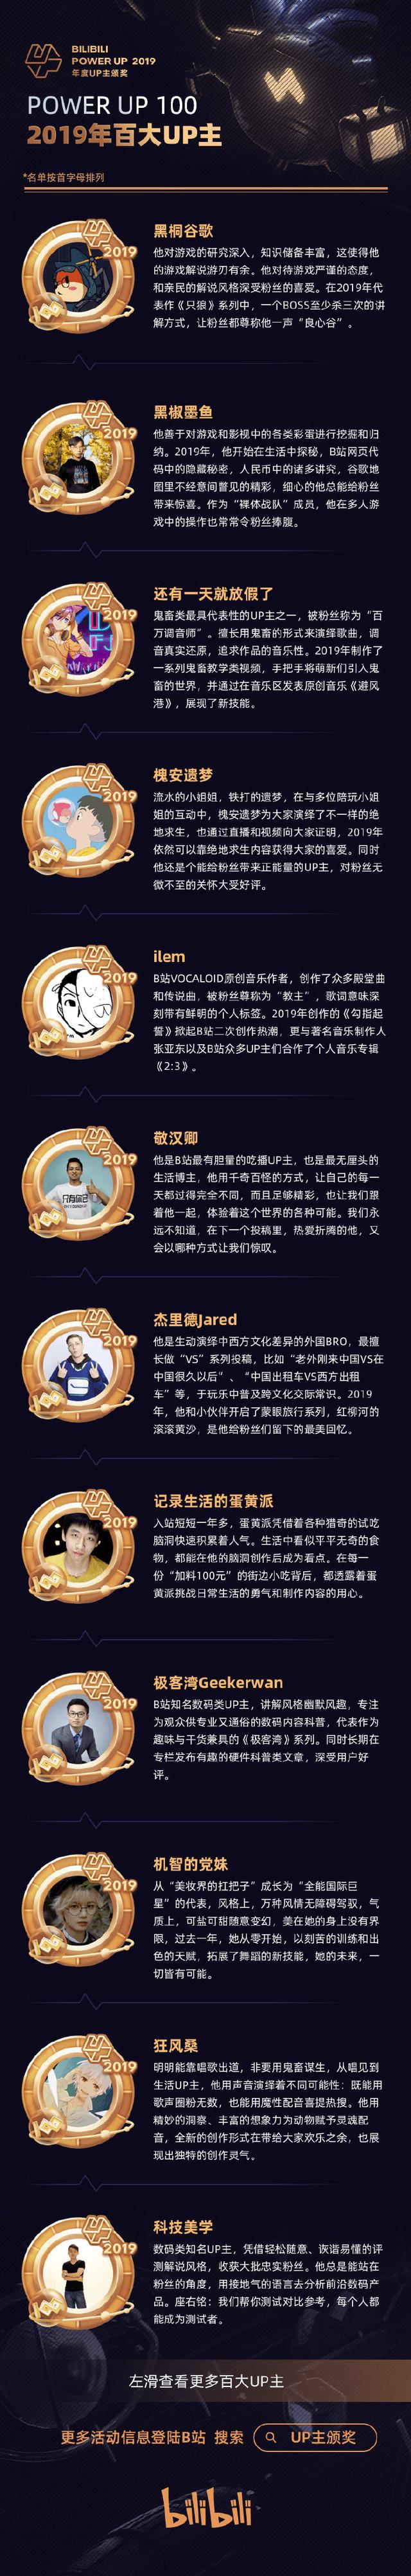 BILIBILI
POWER UP 2019
年度UP主颁奖
POWER UP 100
2019年百大UP主
*名单按首字母排列
2019
黑桐谷歌
他对游戏的研究深入，知识储备丰富，这使得他
的游戏解说游刃有余。他对待游戏严谨的态度，
和亲民的解说风格深受粉丝的喜爱。在2019年代
表作《只狼》系列中，一个BOSS至少杀三次的讲
解方式，让粉丝都尊称他一声“良心谷”。
2019
黑椒墨鱼
他善于对游戏和影视中的各类彩蛋进行挖掘和归
纳。2019年，他开始在生活中探秘，B站网页代
码中的隐藏秘密，人民币中的诸多讲究，谷歌地
图里不经意间瞥见的精彩，细心的他总能给粉丝
带来惊喜。作为“裸体战队”成员，他在多人游
戏中的操作也常常令粉丝捧腹。
2019
还有一天就放假了
鬼畜类最具代表性的UP主之一，被粉丝称为“百
万调音师”。擅长用鬼畜的形式来演绎歌曲，调
音真实还原，追求作品的音乐性。2019年制作了
一系列鬼畜教学类视频，手把手将萌新们引入鬼
畜的世界，并通过在音乐区发表原创音乐《避风
港》，展现了新技能。
2019
槐安遗梦
流水的小姐姐，铁打的遗梦，在与多位陪玩小姐
姐的互动中，槐安遗梦为大家演绎了不一样的绝
地求生，也通过直播和视频向大家证明，2019年
依然可以靠绝地求生内容获得大家的喜爱。同时
他还是个能给粉丝带来正能量的UP主，对粉丝无
微不至的关怀大受好评。
2019
ilem
B站VOCALOID原创音乐作者，创作了众多殿堂曲
和传说曲，被粉丝尊称为“教主”，歌词意味深
刻带有鲜明的个人标签。2019年创作的《勾指起
誓》掀起B站二次创作热潮，更与著名音乐制作人
张亚东以及B站众多UP主们合作了个人音乐专辑
《2:3》。
2019
敬汉卿
他是B站最有胆量的吃播UP主，也是最无厘头的
生活博主，他用千奇百怪的方式，让自己的每一
天都过得完全不同，而且足够精彩，也让我们跟
着他一起，体验着这个世界的各种可能。我们永
远不知道，在下一个投稿里，热爱折腾的他，又
会以哪种方式让我们惊叹。
2019
杰里德Jared
他是生动演绎中西方文化差异的外国BRO，最擅
长做“VS”系列投稿，比如“老外刚来中国VS在
中国很久以后”、“中国出租车VS西方出租
车”等，于玩乐中普及跨文化交际常识。2019
年，他和小伙伴开启了蒙眼旅行系列，红柳河的
滚滚黄沙，是他给粉丝们留下的最美回忆。
2019
记录生活的蛋黄派
入站短短一年多，蛋黄派凭借着各种猎奇的试吃
脑洞快速积累着人气。生活中看似平平无奇的食
物，都能在他的脑洞创作后成为看点。在每一
份“加料100元”的街边小吃背后，都透露着蛋
黄派挑战日常生活的勇气和制作内容的用心。
2019
极客湾Geekerwan
B站知名数码类UP主，讲解风格幽默风趣，专注
为观众供专业又通俗的数码内容科普，代表作为
趣味与干货兼具的《极客湾》系列。同时长期在
专栏发布有趣的硬件科普类文章，深受用户好
评。
2019
机智的党妹
从“美妆界的扛把子”成长为“全能国际巨
星”的代表，风格上，万种风情无障碍驾驭，气
质上，可盐可甜随意变幻，美在她的身上没有界
限，过去一年，她从零开始，以刻苦的训练和出
色的天赋，拓展了舞蹈的新技能，她的未来，一
切皆有可能。
2019
狂风桑
明明能靠唱歌出道，非要用鬼畜谋生，从唱见到
生活UP主，他用声音演绎着不同可能性：既能用
歌声圈粉无数，也能用魔性配音喜提热搜。他用
精妙的洞察、丰富的想象力为动物赋予灵魂配
音，全新的创作形式在带给大家欢乐之余，也展
现出独特的创作灵气。
2019
科技美学
数码类知名UP主，凭借轻松随意、诙谐易懂的评
测解说风格，收获大批忠实粉丝。他总是能站在
粉丝的角度，用接地气的语言去分析前沿数码产
品。座右铭：我们帮你测试对比参考，每个人都
能成为测试者。
左滑查看更多百大UP主
更多活动信息登陆B站 搜索 UP主颁奖
bilibili